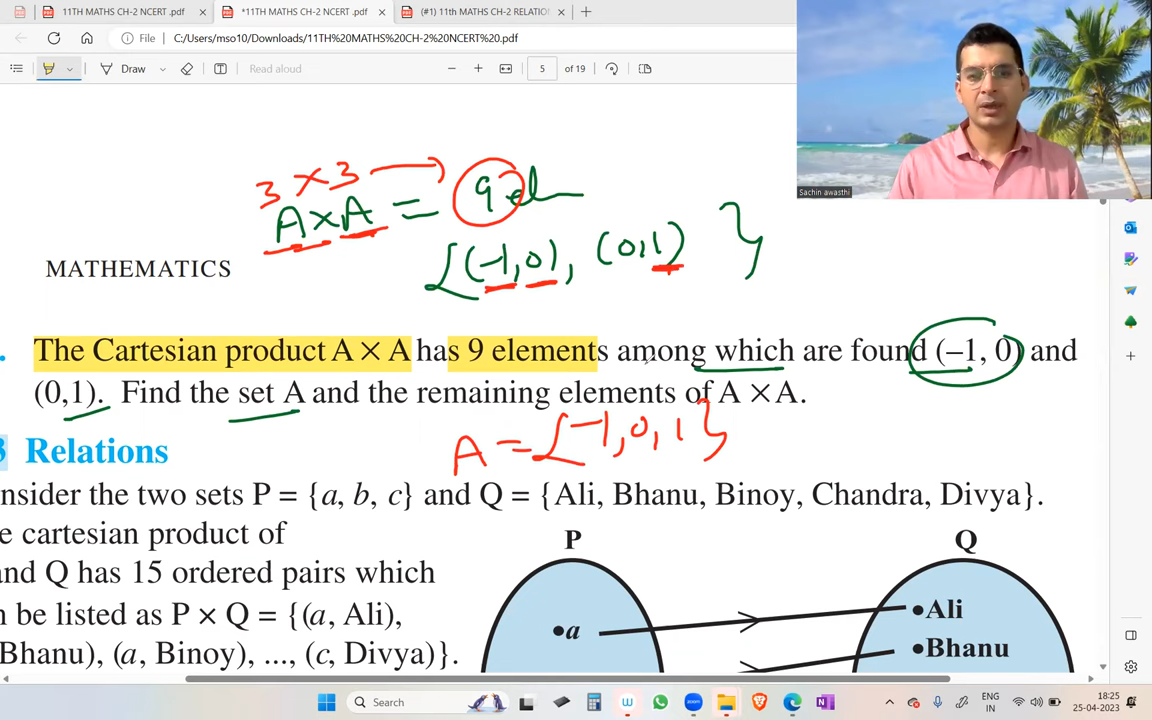 11TH MATHS CH-2 NCERT .pdf
*11TH MATHS CH-2 NCERT .pdf
(#1) 11th MATHS CH-2 RELATIO
File
C:/Users/mso10/Downloads/11TH%20MATHS%20CH-2%20NCERT%20.pdf
Draw
Read aloud
5
of 19
Sachin awasthi
3 × 3
A×A = 9 el
{(-1,0), (0,1) }
MATHEMATICS
The Cartesian product A × A has 9 elements among which are found (–1, 0) and
(0,1). Find the set A and the remaining elements of A × A.
A = {-1,0,1}
Relations
nsider the two sets P = {a, b, c} and Q = {Ali, Bhanu, Binoy, Chandra, Divya}.
e cartesian product of
and Q has 15 ordered pairs which
n be listed as P × Q = {(a, Ali),
Bhanu), (a, Binoy), ..., (c, Divya)}.
P
Q
•a
•Ali
•Bhanu
Search
ENG
IN
18:25
25-04-2023